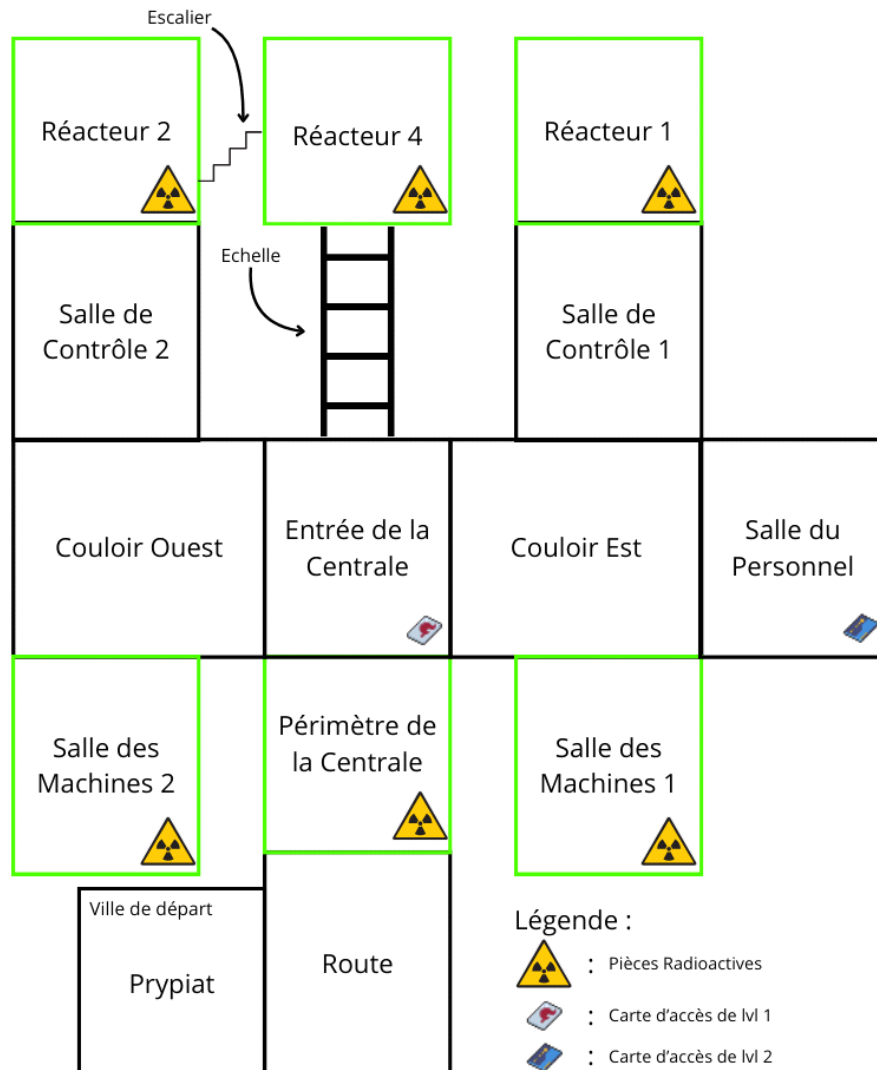 Escalier
Réacteur 2
Réacteur 4
Réacteur 1
Echelle
Salle de
Contrôle 2
Salle de
Contrôle 1
Couloir Ouest
Entrée de la
Centrale
Couloir Est
Salle du
Personnel
Salle des
Machines 2
Périmètre de
la Centrale
Salle des
Machines 1
Ville de départ
Prypiat
Route
Légende :
: Pièces Radioactives
: Carte d'accès de lvl 1
: Carte d'accès de lvl 2